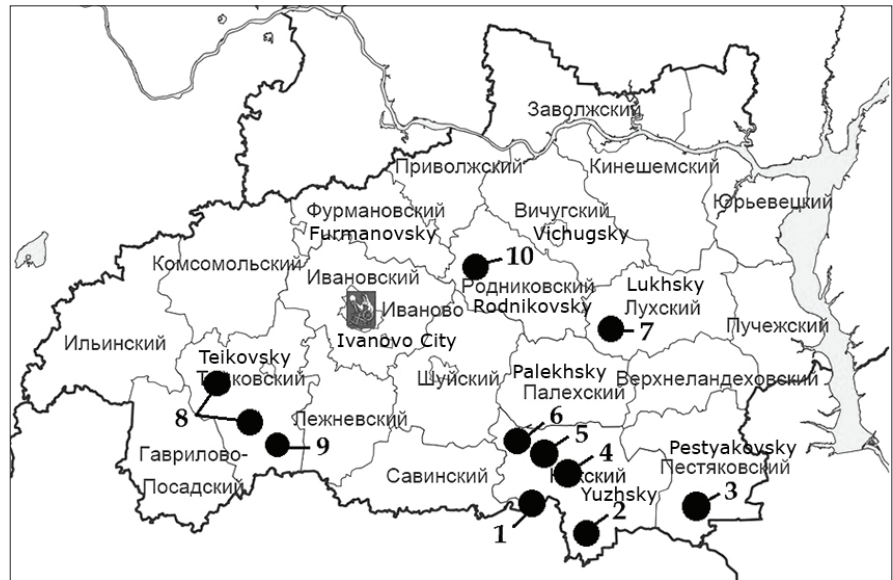 Заволжский
Приволжский
Кинешемский
Юрьевецкий
Фурмановский
Furmanovsky
Вичугский
Vichugsky
Комсомольский
Ивановский
10
Родниковский
Rodnikovsky
Lukhsky
Лухский
Иваново
Ivanovo City
7
Пучежский
Ильинский
Teikovsky
Шуйский
Palekhsky
Палехский
Верхнеландеховский
8
Лежневский
9
6
5
4
Гаврилово-
Посадский
Савинский
Yuzhsky
Pestyakovsky
Пестяковский
3
1
2